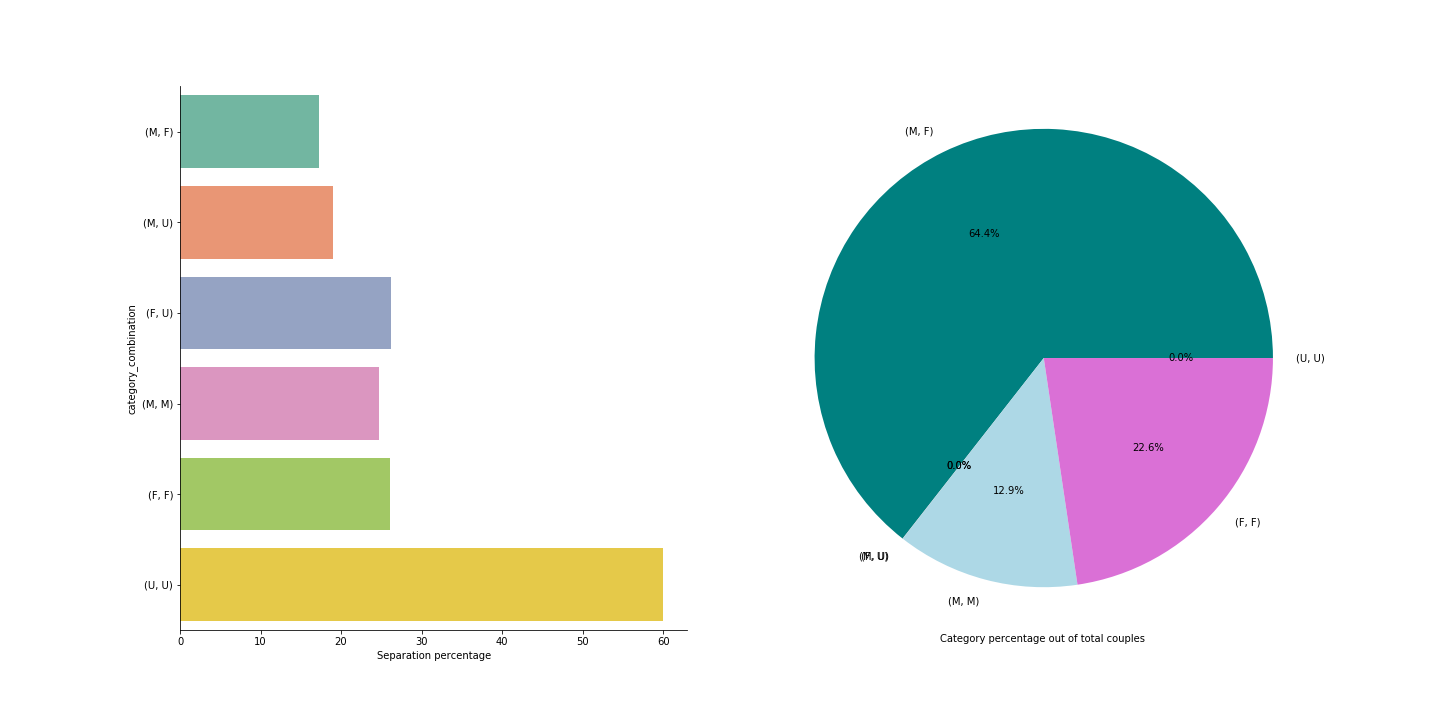 (M, F)
(M, U)
(F, U)
(M, M)
(F, F)
(U, U)
category_combination
0
10
20
30
40
50
60
Separation percentage
(M, F)
64.4%
0.0%
(U, U)
22.6%
0.0%
12.9%
(F, F)
(M, M)
Category percentage out of total couples